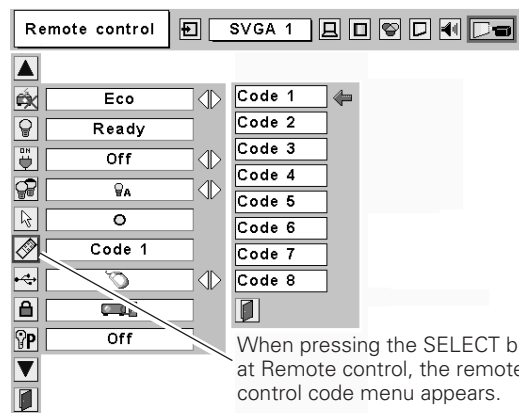 Remote control SVGA 1
Eco
Ready
ON
Off
A
Code 1
P Off
Code 1
Code 2
Code 3
Code 4
Code 5
Code 6
Code 7
Code 8
When pressing the SELECT b
at Remote control, the remote
control code menu appears.